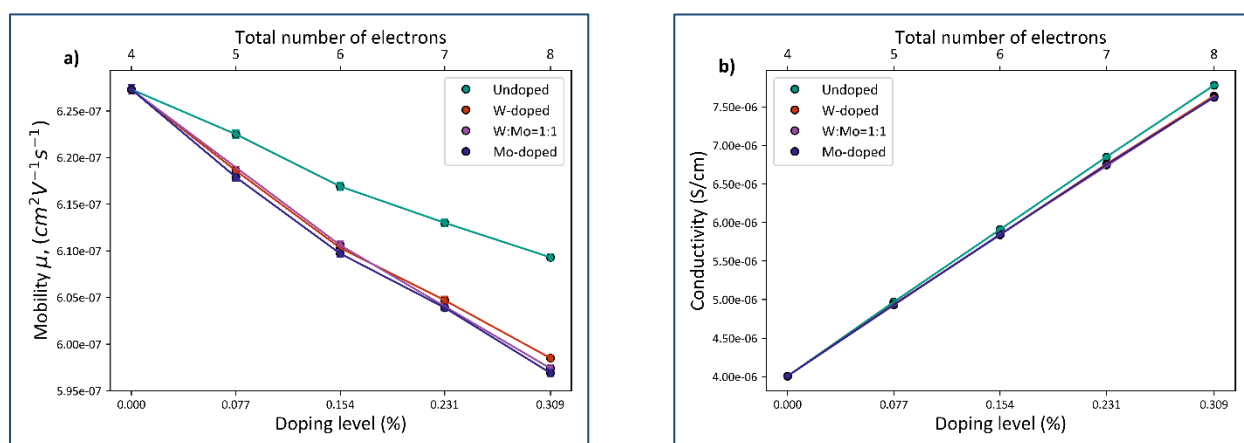 Total number of electrons
4 5 6 7 8
a)
Undoped
W-doped
W:Mo=1:1
Mo-doped
Mobility μ, (cm²V⁻¹s⁻¹)
6.25e-07
6.20e-07
6.15e-07
6.10e-07
6.05e-07
6.00e-07
5.95e-07
0.000 0.077 0.154 0.231 0.309
Doping level (%)
Total number of electrons
4 5 6 7 8
b)
Undoped
W-doped
W:Mo=1:1
Mo-doped
Conductivity (S/cm)
7.50e-06
7.00e-06
6.50e-06
6.00e-06
5.50e-06
5.00e-06
4.50e-06
4.00e-06
0.000 0.077 0.154 0.231 0.309
Doping level (%)